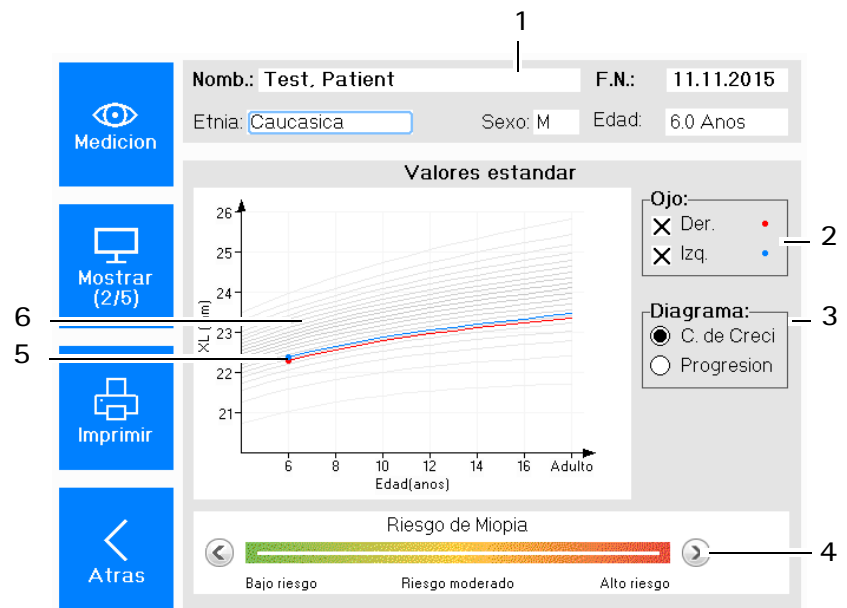 1
Nomb.: Test, Patient F.N.: 11.11.2015
Etnia: Caucasica Sexo: M Edad: 6.0 Anos
Medicion
Mostrar
(2/5)
Imprimir
Atras
Valores estandar
26
25
24
23
22
21
6 8 10 12 14 16 Adulto
Edad(anos)
Ojo:
Der.
Izq.
2
Diagrama:
C. de Creci
Progresion
3
6
5
Riesgo de Miopia
4
Bajo riesgo Riesgo moderado Alto riesgo